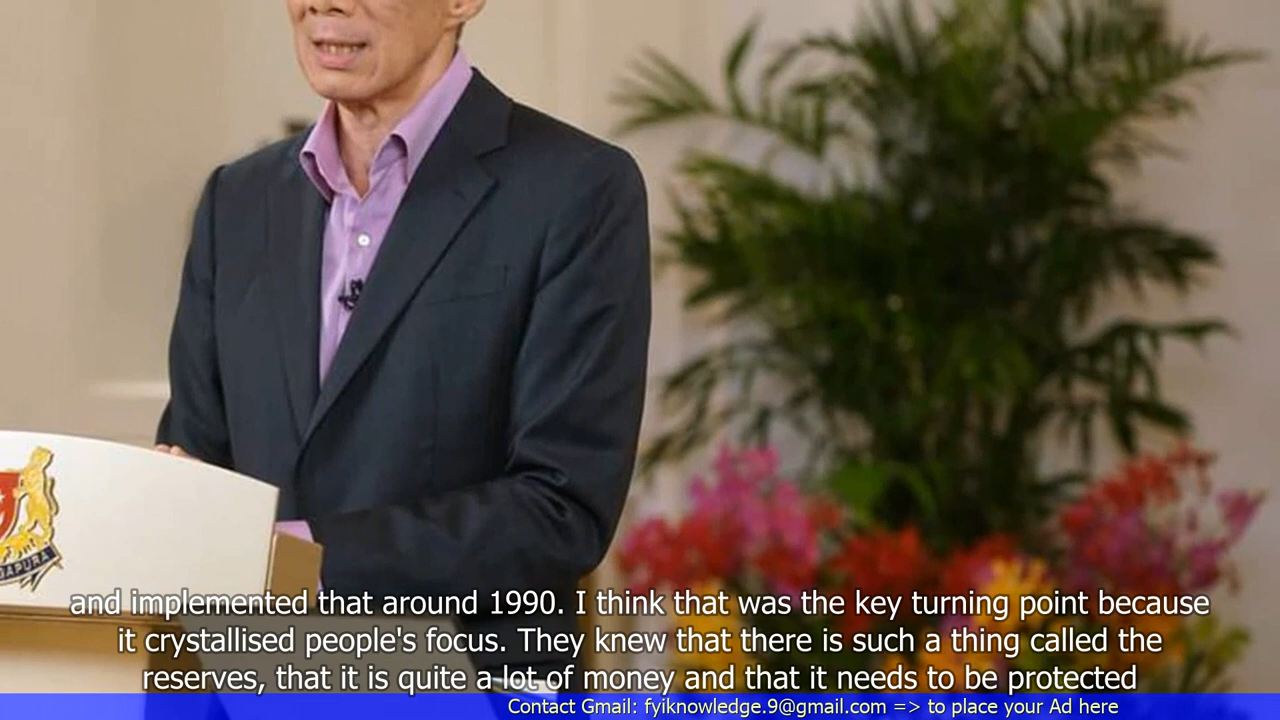 APURA
and implemented that around 1990. I think that was the key turning point because
it crystallised people's focus. They knew that there is such a thing called the
reserves, that it is quite a lot of money and that it needs to be protected
Contact Gmail: fyiknowledge.9@gmail.com => to place your Ad here